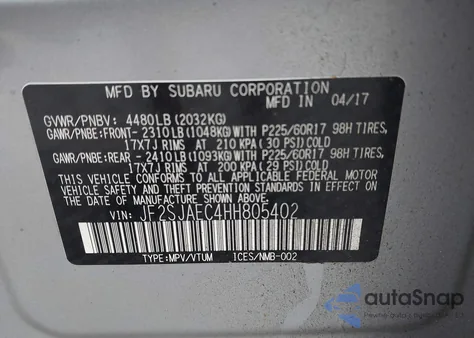 MFD BY SUBARU CORPORATION
MFD IN 04/17
GVWR/PNBV: 4480LB (2032KG)
GAWR/PNBE: FRONT- 2310LB (1048KG) WITH P225/60R17 98H TIRES,
17X7J RIMS AT 210 KPA (30 PSI) COLD
GAWR/PNBE: REAR - 2410LB (1093KG) WITH P225/60R17 98H TIRES,
17X7J RIMS AT 200 KPA (29 PSI) COLD
THIS VEHICLE CONFORMS TO ALL APPLICABLE FEDERAL MOTOR
VEHICLE SAFETY AND BUMPER STANDARDS IN EFFECT
ON THE DATE OF MANUFACTURE SHOWN ABOVE.
VIN: JF2SJAEC4HH805402
TYPE:MPV/VTUM ICES/NMB-002
autaSnap
Pewne auta z